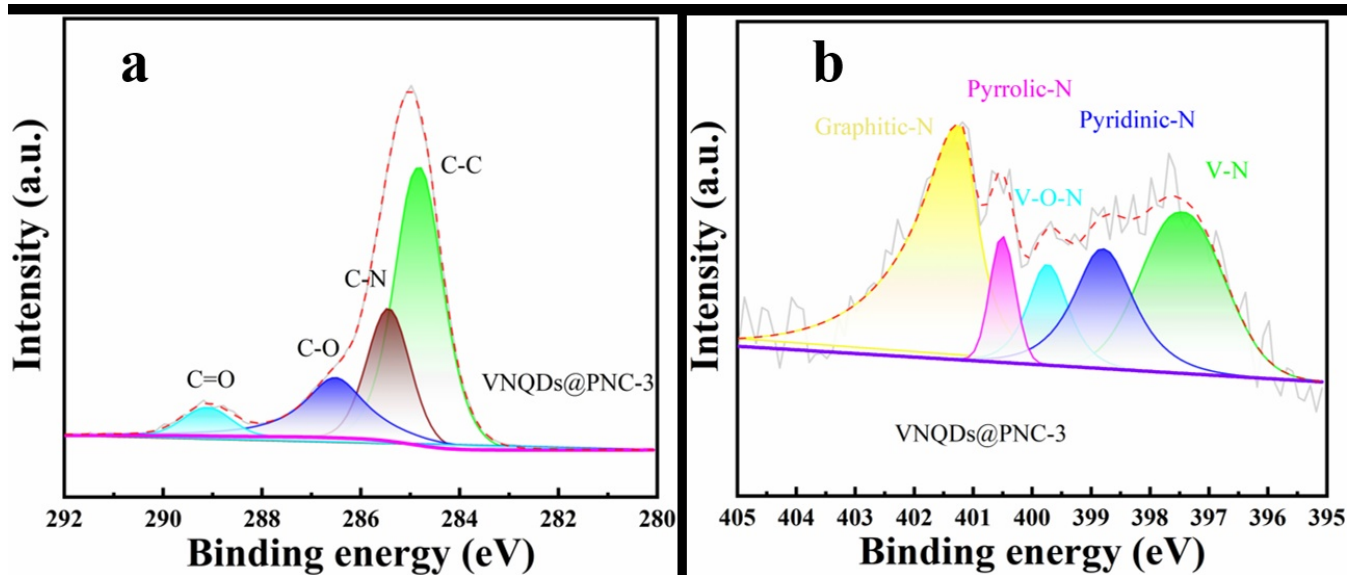 a
Intensity (a.u.)
C-C
C-N
C-O
C=O
VNQDs@PNC-3
292 290 288 286 284 282 280
Binding energy (eV)
b
Intensity (a.u.)
Pyrrolic-N
Graphitic-N
Pyridinic-N
V-N
V-O-N
VNQDs@PNC-3
405 404 403 402 401 400 399 398 397 396 395
Binding energy (eV)